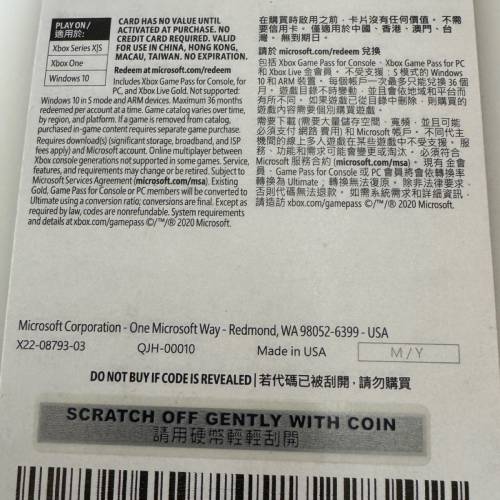 PLAY ON /
適用於:
Xbox Series X|S
Xbox One
Windows 10
CARD HAS NO VALUE UNTIL
ACTIVATED AT PURCHASE. NO
CREDIT CARD REQUIRED. VALID
FOR USE IN CHINA, HONG KONG,
MACAU, TAIWAN. NO EXPIRATION.
Redeem at microsoft.com/redeem
Includes Xbox Game Pass for Console, for
PC, and Xbox Live Gold. Not supported:
Windows 10 in S mode and ARM devices. Maximum 36 months
redeemed per account at a time. Game catalog varies over time,
by region, and platform. If a game is removed from catalog,
purchased in-game content requires separate game purchase.
Requires download(s) (significant storage, broadband, and ISP
fees apply) and Microsoft account. Online multiplayer between
Xbox console generations not supported in some games. Service,
features, and requirements may change or be retired. Subject to
Microsoft Services Agreement (microsoft.com/msa). Existing
Gold, Game Pass for Console or PC members will be converted to
Ultimate using a conversion ratio; conversions are final. Except as
required by law, codes are nonrefundable. System requirements
and details at xbox.com/gamepass ©/™/® 2020 Microsoft.
在購買時啟用之前，卡片沒有任何價值。不需
要信用卡。僅適用於中國、香港、澳門、台
灣。無到期日。
請於 microsoft.com/redeem 兌換
包括 Xbox Game Pass for Console、Xbox Game Pass for PC
和 Xbox Live 金會員。不受支援：S 模式的 Windows
10 和 ARM 裝置。每個帳戶一次最多只能兌換 36 個
月。遊戲目錄不時變動，並且會依地域和平台而
有所不同。如果遊戲已從目錄中刪除，則購買的
遊戲內容需要個別購買遊戲。
需要下載 (需要大量儲存空間、寬頻，並且可能
必須支付網路費用) 和 Microsoft 帳戶。不同代主
機間的線上多人遊戲在某些遊戲中不受支援。服
務、功能和需求可能會變更或淘汰。必須符合
Microsoft 服務合約 (microsoft.com/msa)。現有金會
員、Game Pass for Console 或 PC 會員將會依轉換率
轉換為 Ultimate；轉換無法復原。除非法律要求，
否則代碼無法退款。如需系統需求和詳細資訊，
請造訪 xbox.com/gamepass ©/™/® 2020 Microsoft.
Microsoft Corporation - One Microsoft Way - Redmond, WA 98052-6399 - USA
X22-08793-03 QJH-00010 Made in USA M / Y
DO NOT BUY IF CODE IS REVEALED | 若代碼已被刮開，請勿購買
SCRATCH OFF GENTLY WITH COIN
請用硬幣輕輕刮開